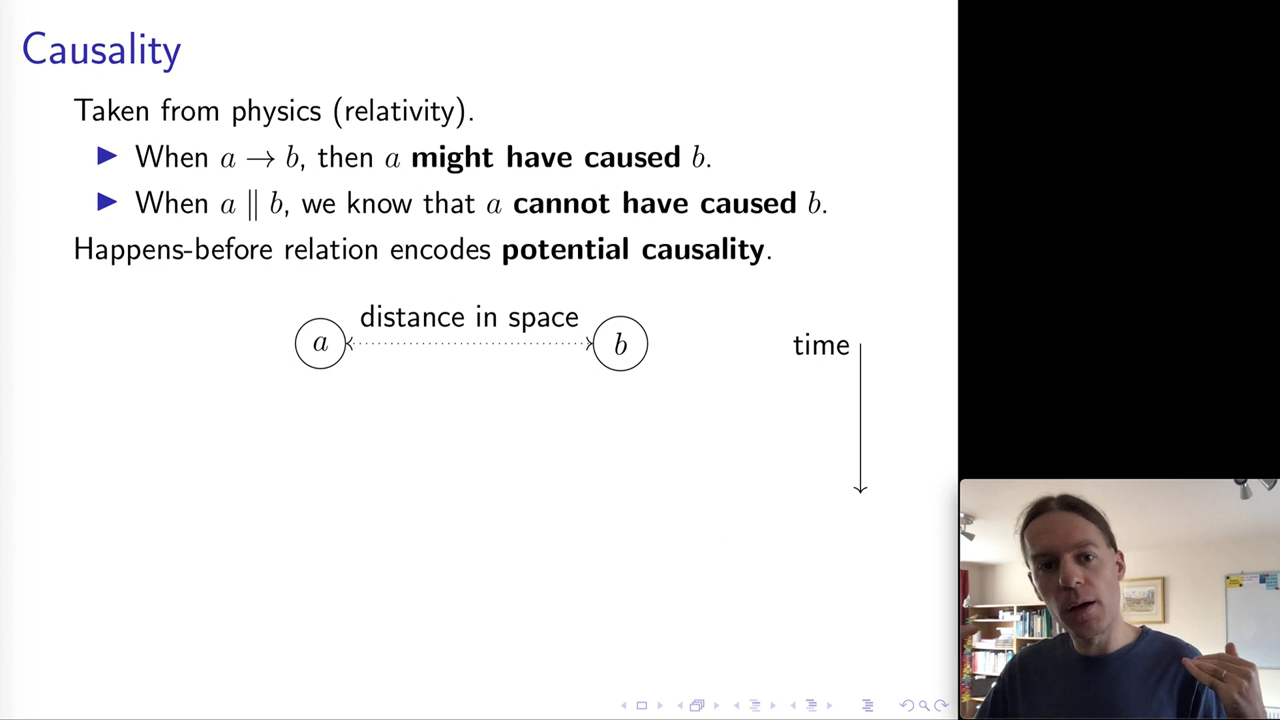 Causality
Taken from physics (relativity).
▶ When a → b, then a might have caused b.
▶ When a ∥ b, we know that a cannot have caused b.
Happens-before relation encodes potential causality.
distance in space
a b
time